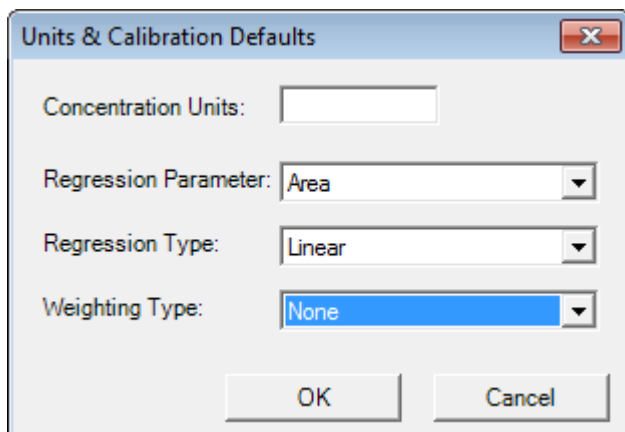 Units & Calibration Defaults
Concentration Units:
Regression Parameter: Area
Regression Type: Linear
Weighting Type: None
OK Cancel